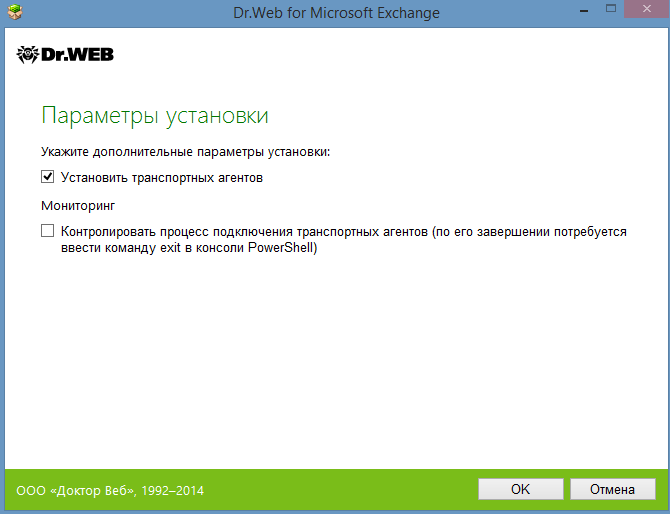 Dr.Web for Microsoft Exchange
Dr.WEB
Параметры установки
Укажите дополнительные параметры установки:
Установить транспортных агентов
Мониторинг
Контролировать процесс подключения транспортных агентов (по его завершении потребуется
ввести команду exit в консоли PowerShell)
ООО «Доктор Веб», 1992–2014
OK
Отмена